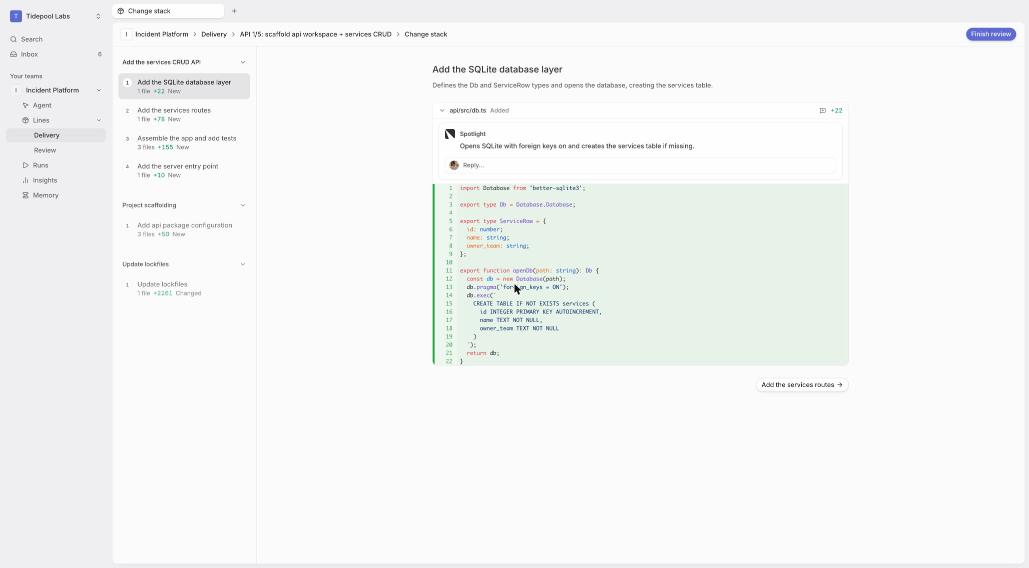 T Tidepool Labs
Search
Inbox 6
Your teams
I Incident Platform
Agent
Lines
Delivery
Review
Runs
Insights
Memory
Change stack +
I Incident Platform > Delivery > API 1/5: scaffold api workspace + services CRUD > Change stack
Finish review
Add the services CRUD API
1 Add the SQLite database layer
1 file +22 New
2 Add the services routes
1 file +78 New
3 Assemble the app and add tests
3 files +155 New
4 Add the server entry point
1 file +10 New
Project scaffolding
1 Add api package configuration
3 files +50 New
Update lockfiles
1 Update lockfiles
1 file +2261 Changed
Add the SQLite database layer
Defines the Db and ServiceRow types and opens the database, creating the services table.
api/src/db.ts Added +22
Spotlight
Opens SQLite with foreign keys on and creates the services table if missing.
Reply...
1 import Database from 'better-sqlite3';
2
3 export type Db = Database.Database;
4
5 export type ServiceRow = {
6 id: number;
7 name: string;
8 owner_team: string;
9 };
10
11 export function openDb(path: string): Db {
12 const db = new Database(path);
13 db.pragma('foreign_keys = ON');
14 db.exec(`
15 CREATE TABLE IF NOT EXISTS services (
16 id INTEGER PRIMARY KEY AUTOINCREMENT,
17 name TEXT NOT NULL,
18 owner_team TEXT NOT NULL
19 )
20 `);
21 return db;
22 }
Add the services routes →